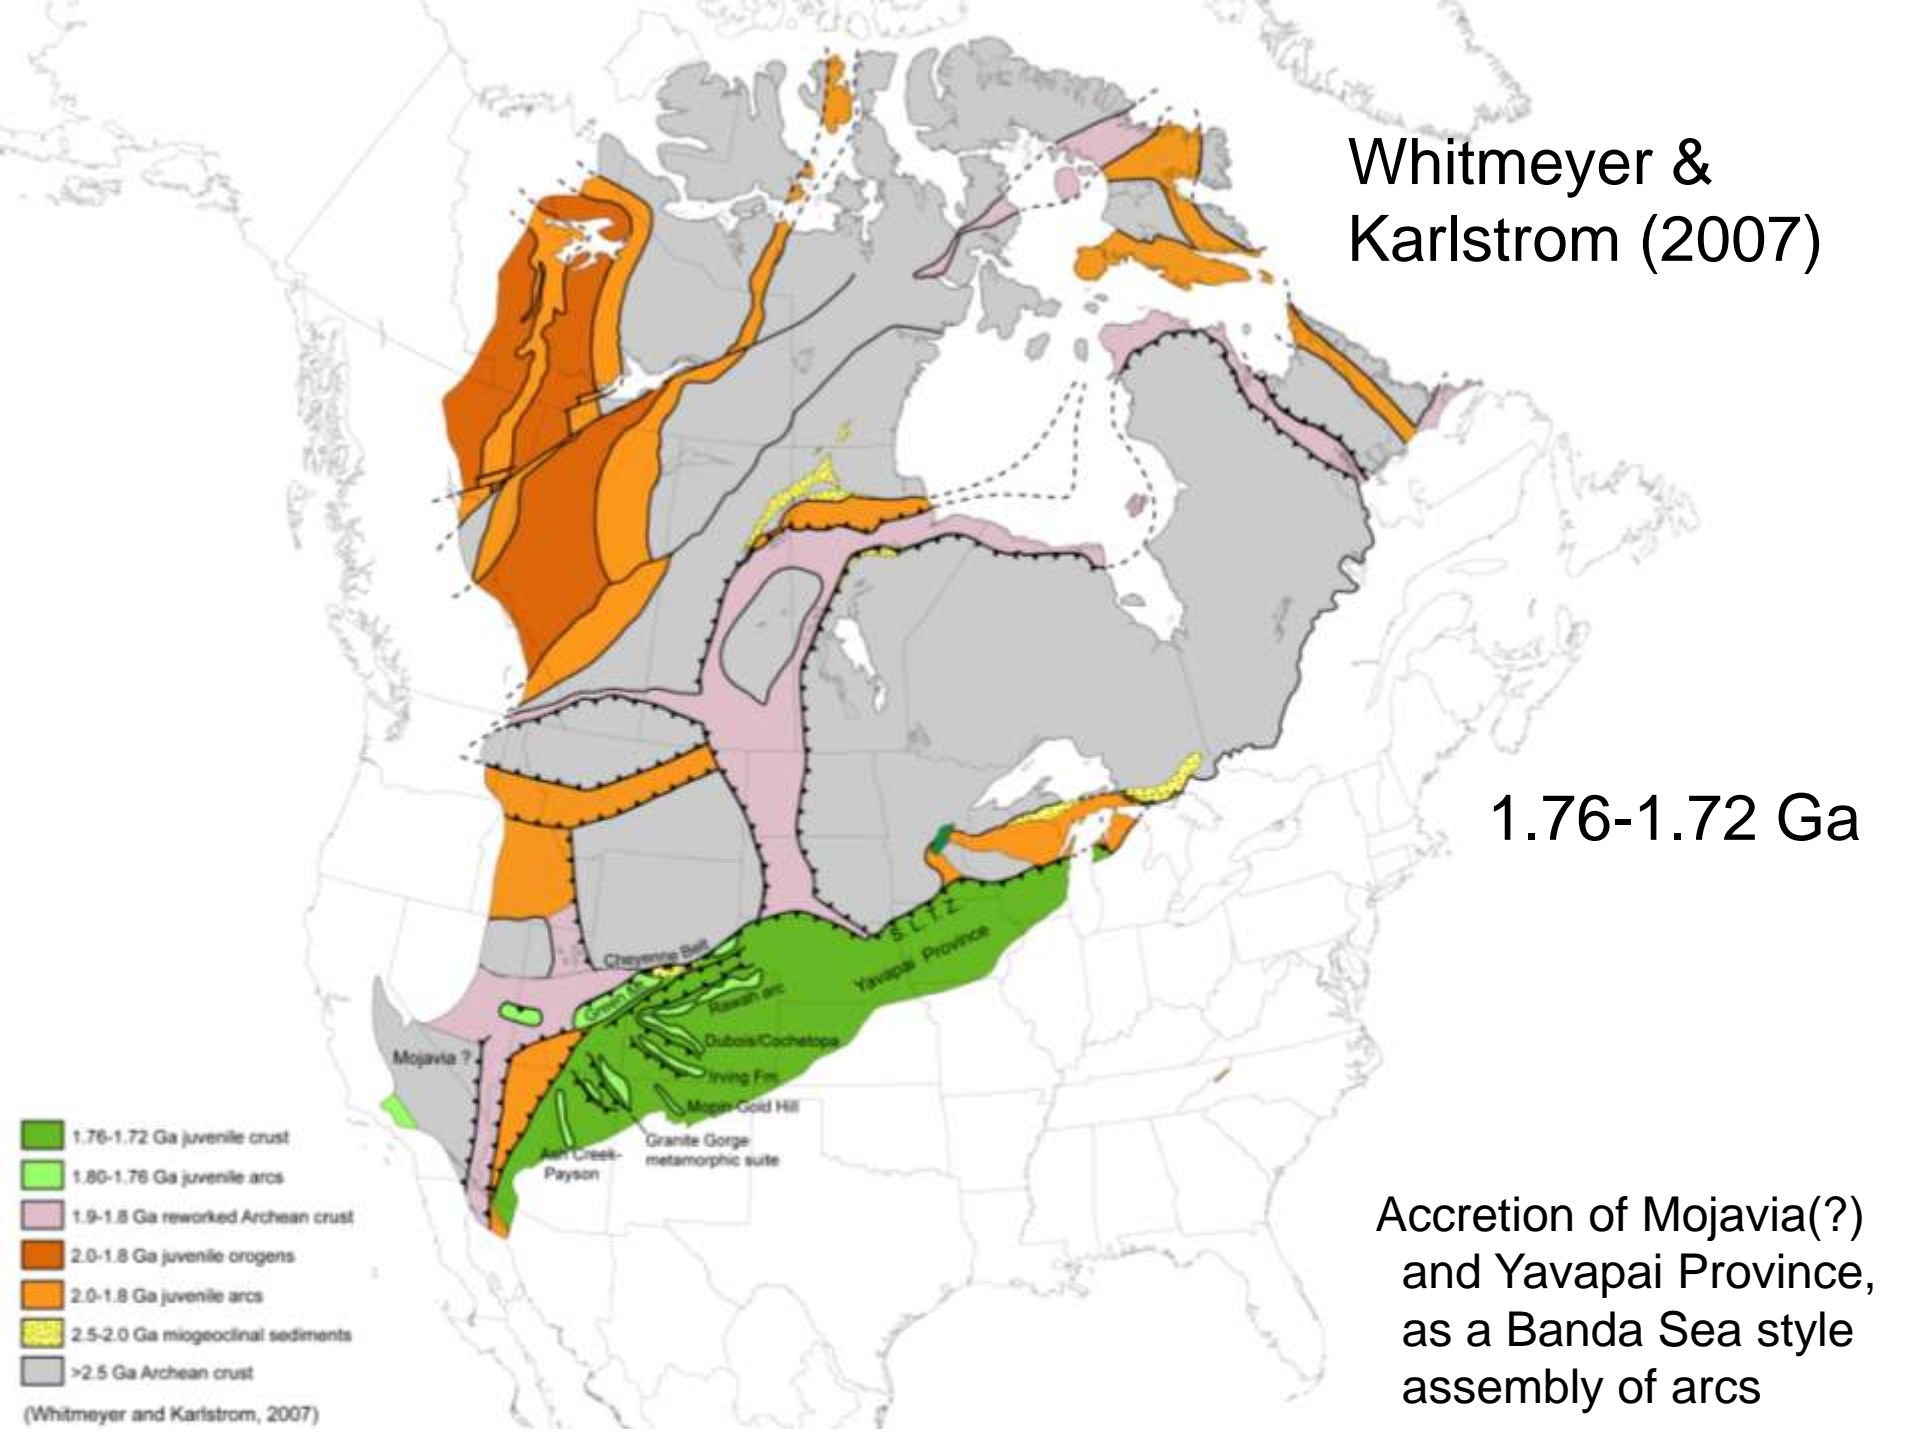 Whitmeyer &
Karlstrom (2007)
1.76-1.72 Ga
S. L. T. Z.
Yavapai Province
Cheyenne Belt
Green Mt.
Rawah arc
Dubois/Cochetopa
Irving Fm
Mopin-Gold Hill
Granite Gorge
metamorphic suite
Ash Creek-
Payson
Mojavia ?
1.76-1.72 Ga juvenile crust
1.80-1.76 Ga juvenile arcs
1.9-1.8 Ga reworked Archean crust
2.0-1.8 Ga juvenile orogens
2.0-1.8 Ga juvenile arcs
2.5-2.0 Ga miogeoclinal sediments
>2.5 Ga Archean crust
(Whitmeyer and Karlstrom, 2007)
Accretion of Mojavia(?)
and Yavapai Province,
as a Banda Sea style
assembly of arcs